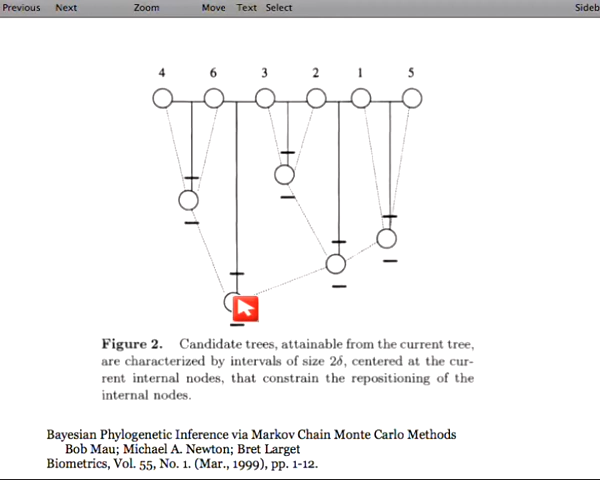 Previous Next Zoom Move Text Select Sideb
4 6 3 2 1 5
Figure 2. Candidate trees, attainable from the current tree,
are characterized by intervals of size 2δ, centered at the cur-
rent internal nodes, that constrain the repositioning of the
internal nodes.
Bayesian Phylogenetic Inference via Markov Chain Monte Carlo Methods
Bob Mau; Michael A. Newton; Bret Larget
Biometrics, Vol. 55, No. 1. (Mar., 1999), pp. 1-12.